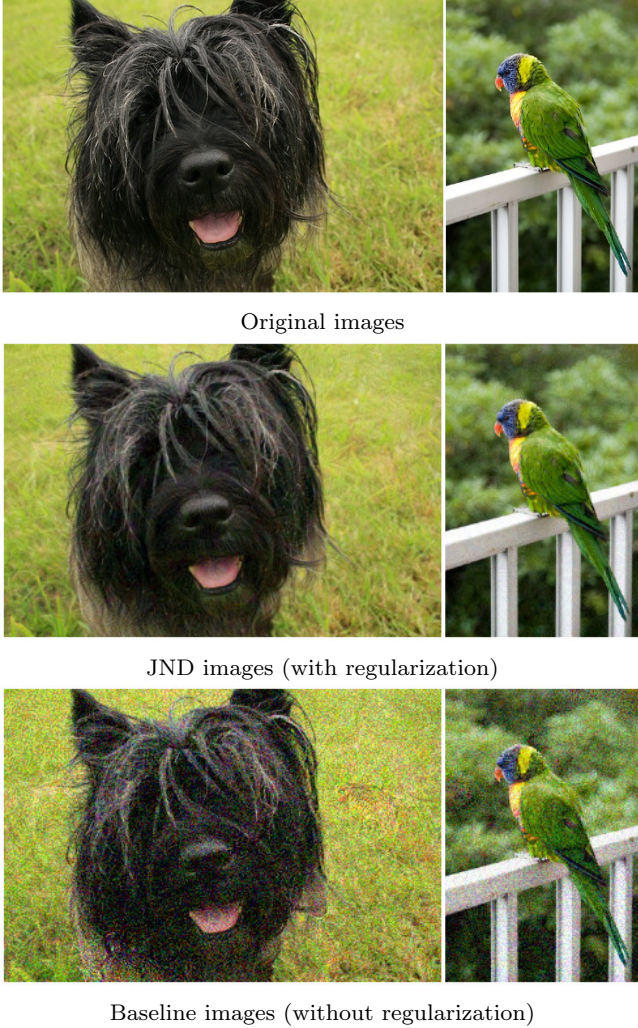 Original images
JND images (with regularization)
Baseline images (without regularization)